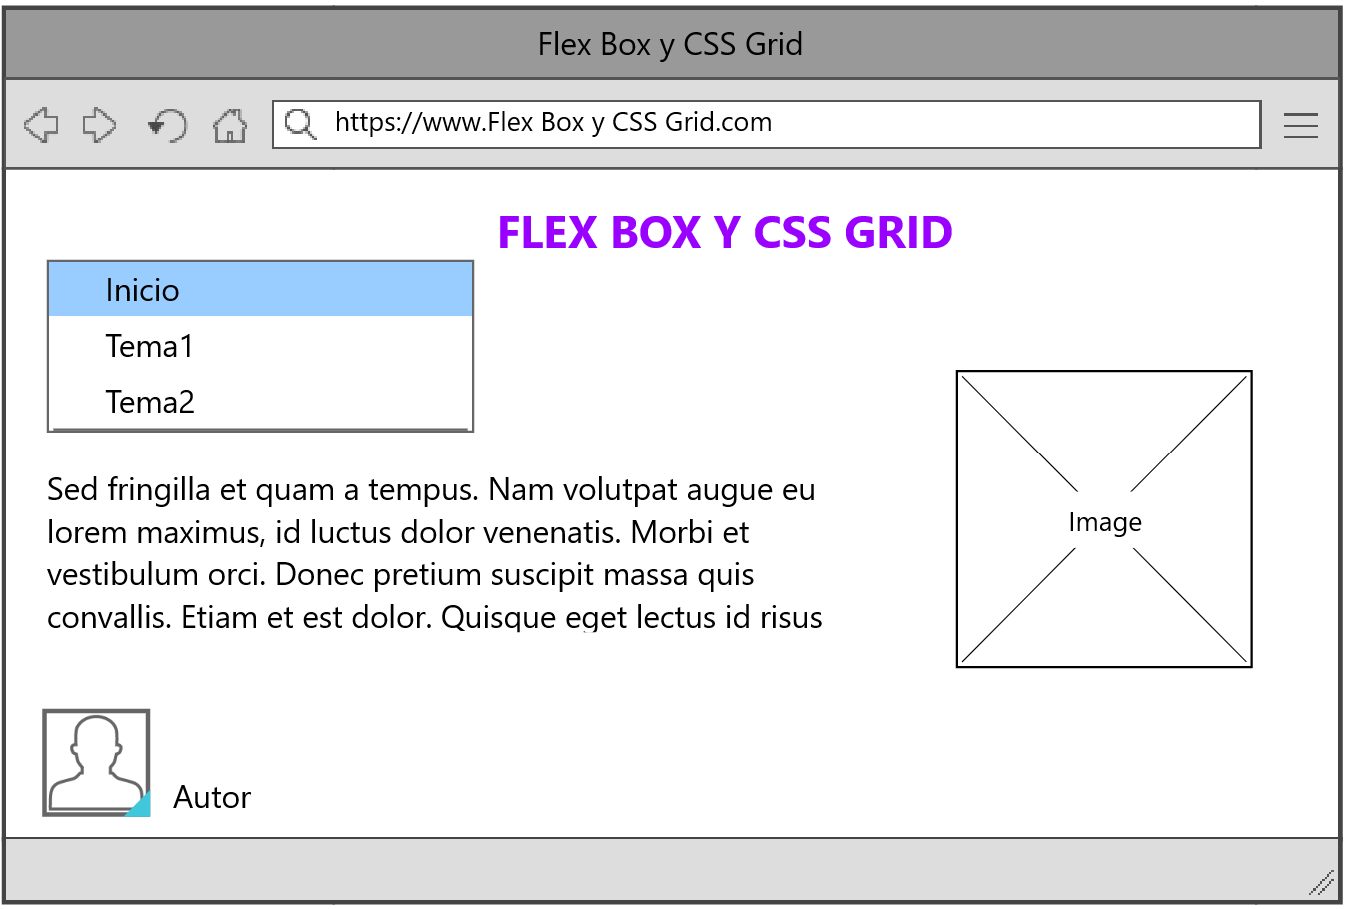 Flex Box y CSS Grid
https://www.Flex Box y CSS Grid.com
FLEX BOX Y CSS GRID
Inicio
Tema1
Tema2
Sed fringilla et quam a tempus. Nam volutpat augue eu
lorem maximus, id luctus dolor venenatis. Morbi et
vestibulum orci. Donec pretium suscipit massa quis
convallis. Etiam et est dolor. Quisque eget lectus id risus
Image
Autor